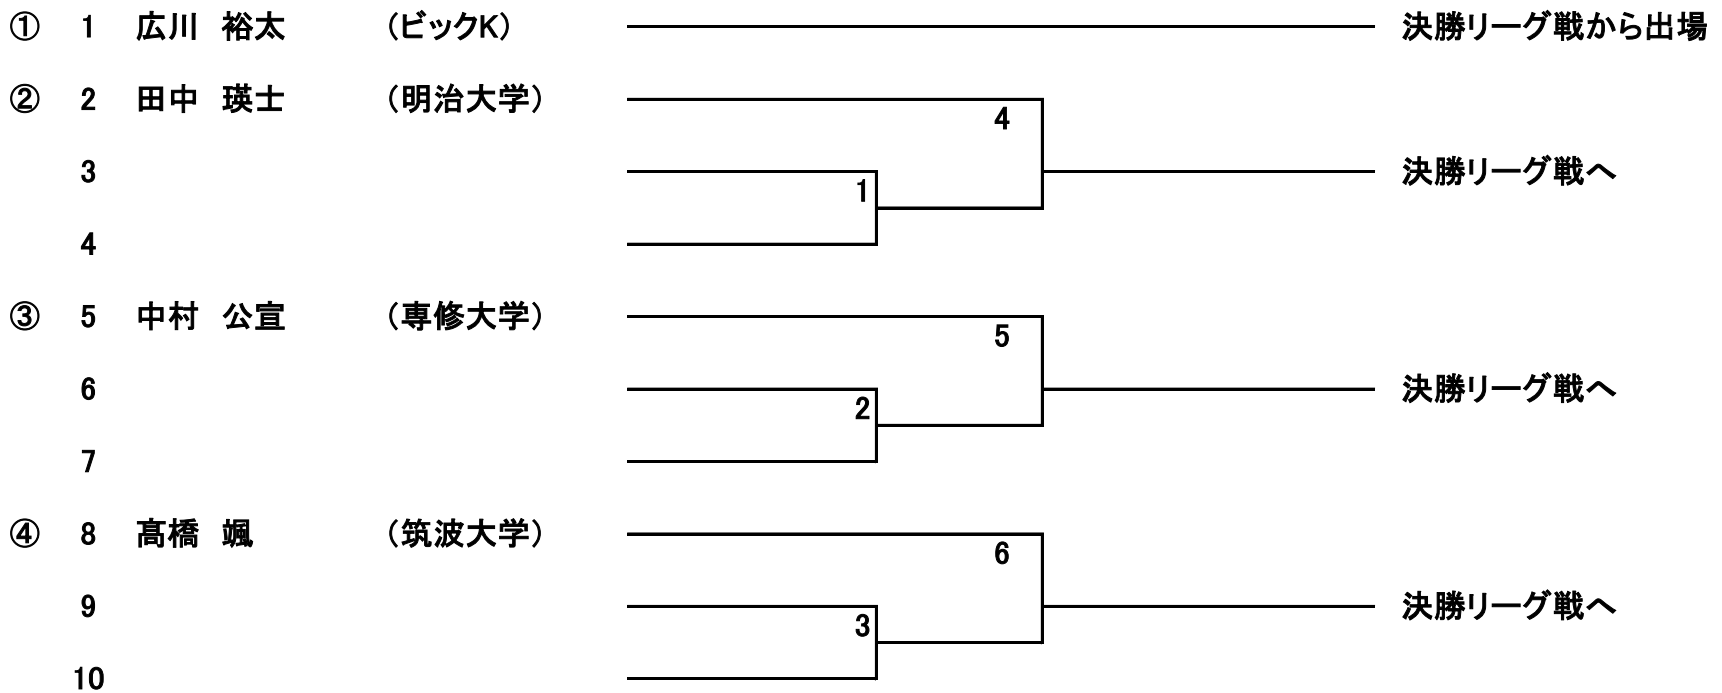 ① 1 広川 裕太 （ビックK） 決勝リーグ戦から出場
② 2 田中 瑛士 （明治大学）
4
3 決勝リーグ戦へ
1
4
③ 5 中村 公宣 （専修大学）
5
6 決勝リーグ戦へ
2
7
④ 8 髙橋 颯 （筑波大学）
6
9 決勝リーグ戦へ
3
10